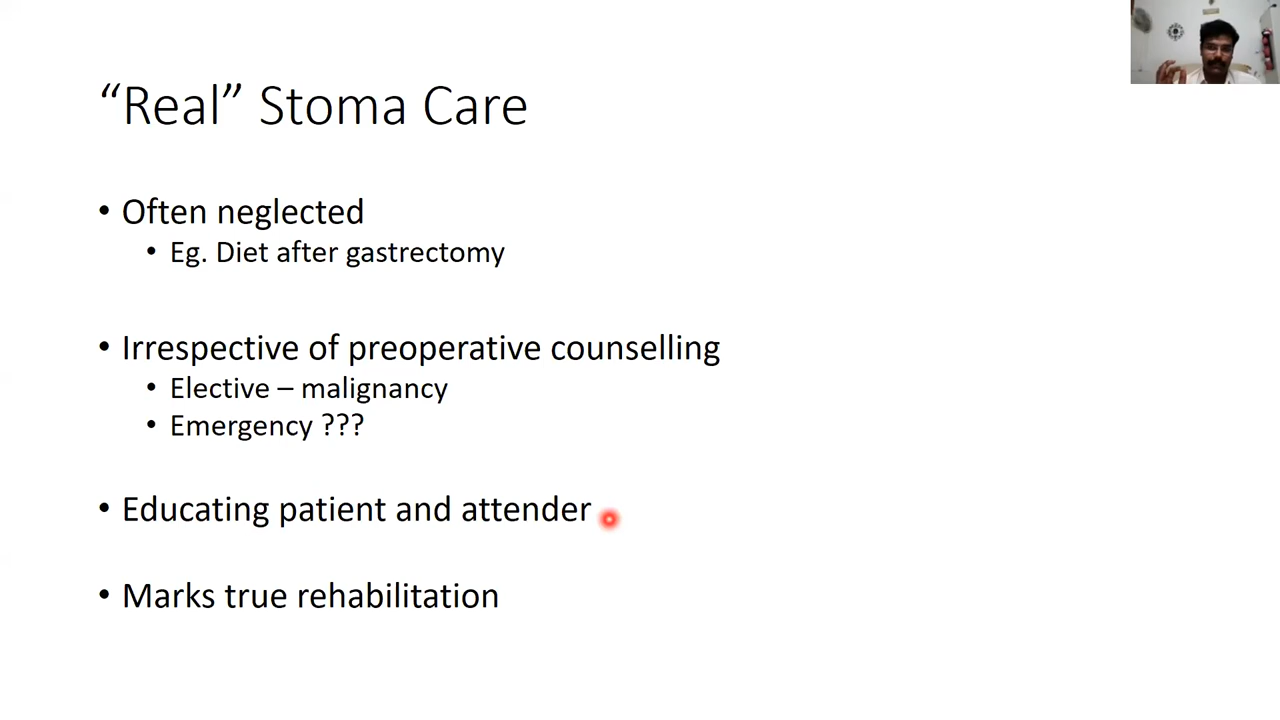 “Real” Stoma Care
• Often neglected
• Eg. Diet after gastrectomy
• Irrespective of preoperative counselling
• Elective – malignancy
• Emergency ???
• Educating patient and attender
• Marks true rehabilitation